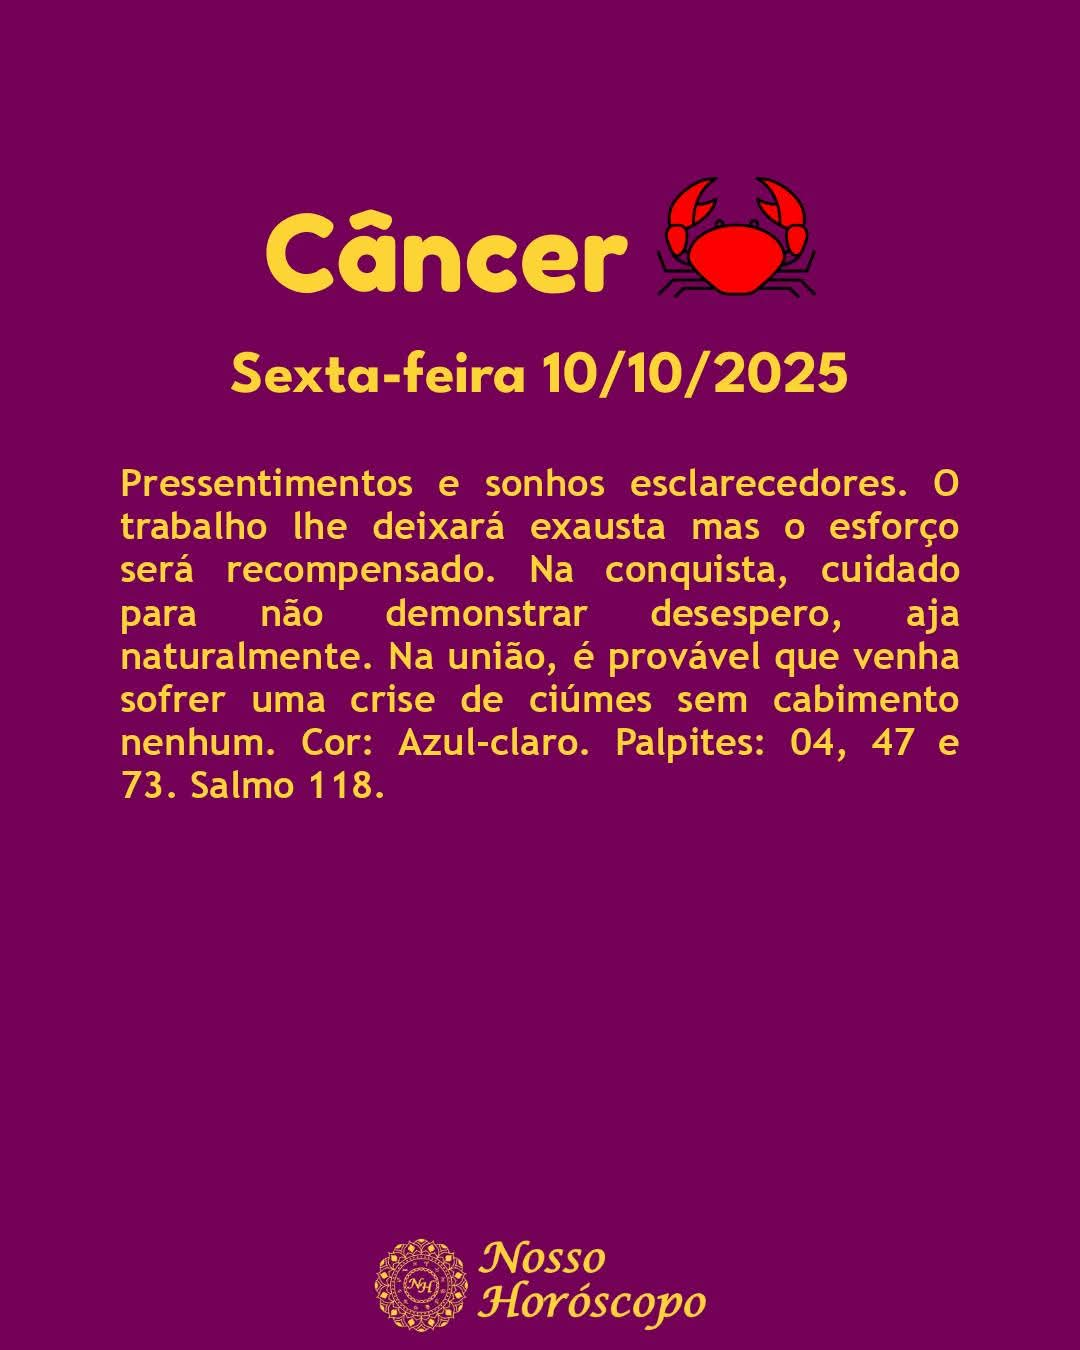 Câncer
Sexta-feira 10/10/2025
Pressentimentos e sonhos esclarecedores. O
trabalho lhe deixará exausta mas o esforço
será recompensado. Na conquista, cuidado
para não demonstrar desespero, aja
naturalmente. Na união, é provável que venha
sofrer uma crise de ciúmes sem cabimento
nenhum. Cor: Azul-claro. Palpites: 04, 47 e
73. Salmo 118.
NH
Nosso
Horóscopo